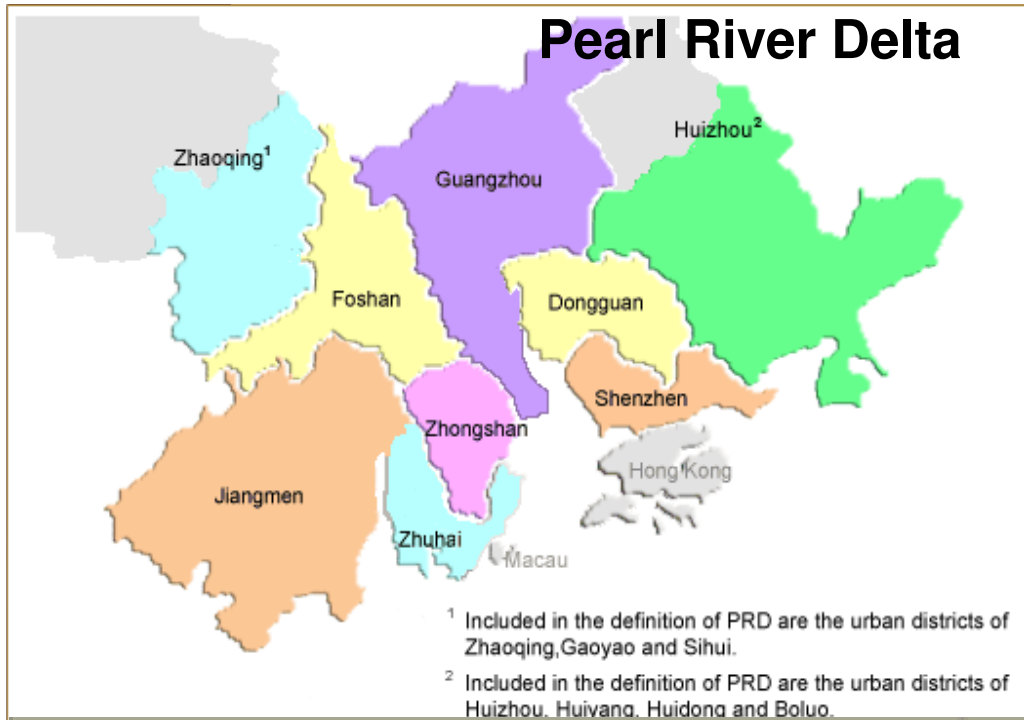 Pearl River Delta
Huizhou²
Zhaoqing¹
Guangzhou
Foshan
Dongguan
Shenzhen
Zhongshan
Hong Kong
Jiangmen
Zhuhai
Macau
¹ Included in the definition of PRD are the urban districts of
Zhaoqing,Gaoyao and Sihui.
² Included in the definition of PRD are the urban districts of
Huizhou, Huiyang, Huidong and Boluo.